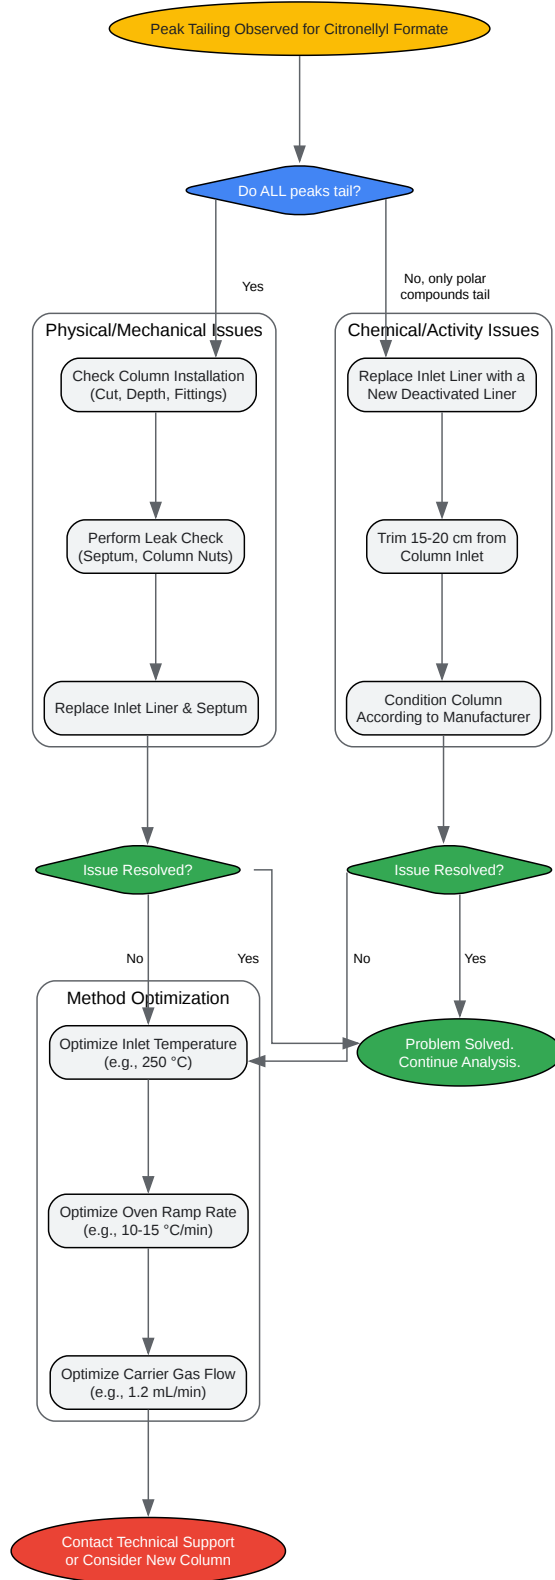 Peak Tailing Observed for Citronellyl Formate
Do ALL peaks tail?
Yes
No, only polar
compounds tail
Physical/Mechanical Issues
Check Column Installation
(Cut, Depth, Fittings)
Perform Leak Check
(Septum, Column Nuts)
Replace Inlet Liner & Septum
Chemical/Activity Issues
Replace Inlet Liner with a
New Deactivated Liner
Trim 15-20 cm from
Column Inlet
Condition Column
According to Manufacturer
Issue Resolved?
Issue Resolved?
No
Yes
No
Yes
Method Optimization
Optimize Inlet Temperature
(e.g., 250 °C)
Problem Solved.
Continue Analysis.
Optimize Oven Ramp Rate
(e.g., 10-15 °C/min)
Optimize Carrier Gas Flow
(e.g., 1.2 mL/min)
Contact Technical Support
or Consider New Column